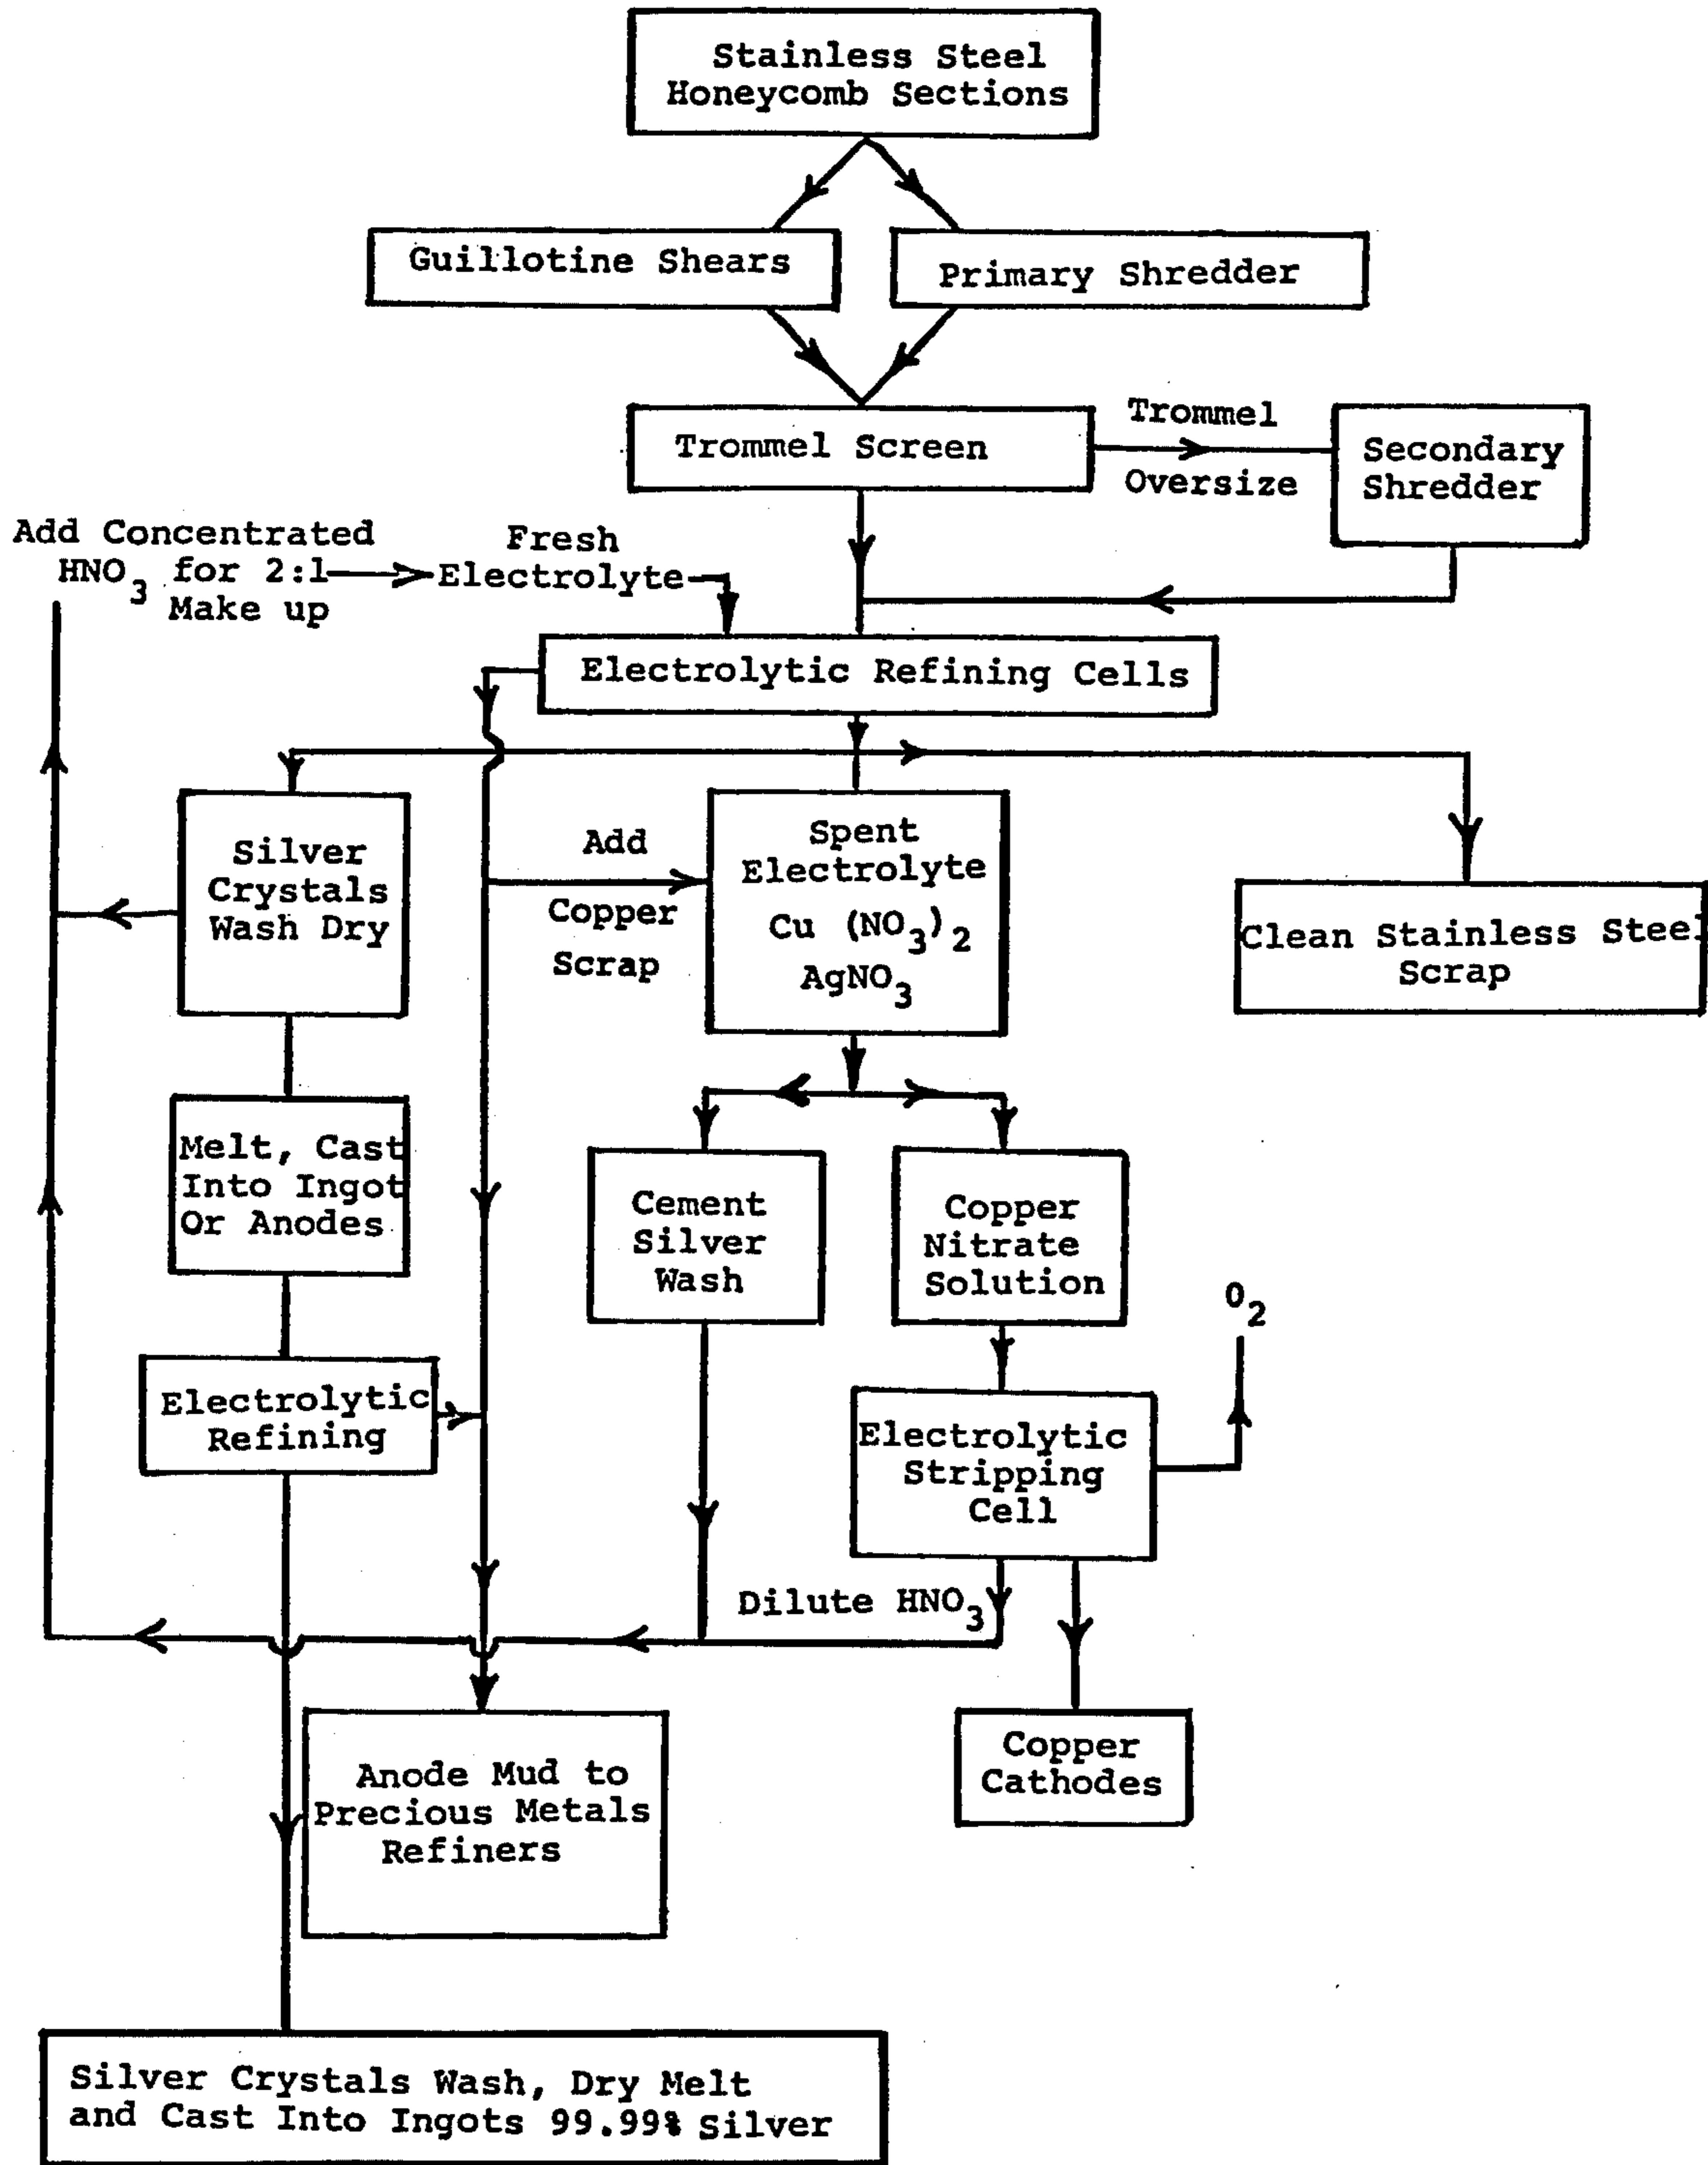 Stainless Steel
Honeycomb Sections
Guillotine Shears
Primary Shredder
Trommel Screen
Trommel
Oversize
Secondary
Shredder
Add Concentrated
HNO3 for 2:1
Make up
Fresh
Electrolyte
Electrolytic Refining Cells
Silver
Crystals
Wash Dry
Add
Copper
Scrap
Spent
Electrolyte
Cu (NO3)2
AgNO3
Clean Stainless Steel
Scrap
Melt, Cast
Into Ingot
Or Anodes
Cement
Silver
Wash
Copper
Nitrate
Solution
O2
Electrolytic
Refining
Electrolytic
Stripping
Cell
Dilute HNO3
Anode Mud to
Precious Metals
Refiners
Copper
Cathodes
Silver Crystals Wash, Dry Melt
and Cast Into Ingots 99.99% Silver